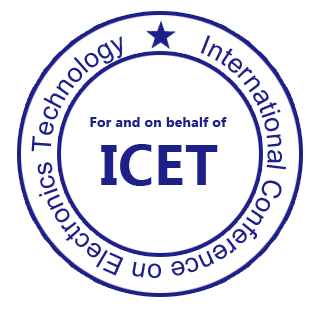 International Conference on Electronics Technology
For and on behalf of
ICET